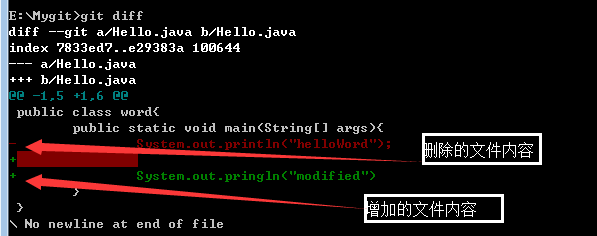 E:\Mygit>git diff
diff --git a/Hello.java b/Hello.java
index 7833ed7..e29383a 100644
--- a/Hello.java
+++ b/Hello.java
@@ -1,5 +1,6 @@
 public class word{
        public static void main(String[] args){
-               System.out.println("helloWord");
删除的文件内容
+
+               System.out.pringln("modified")
        }
增加的文件内容
 }
\ No newline at end of file